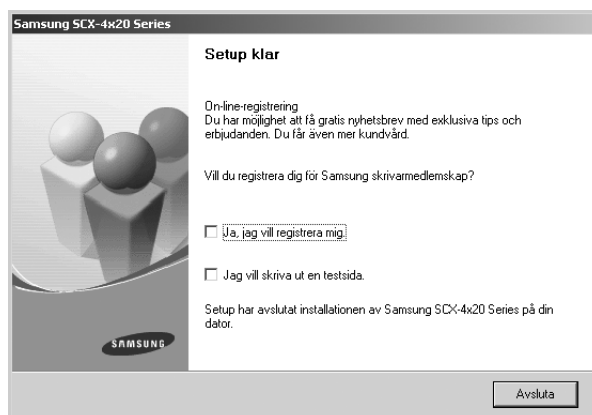 Samsung SCX-4x20 Series
Setup klar
On-line-registrering
Du har möjlighet att få gratis nyhetsbrev med exklusiva tips och
erbjudanden. Du får även mer kundvård.
Vill du registrera dig för Samsung skrivarmedlemskap?
Ja, jag vill registrera mig.
Jag vill skriva ut en testsida.
Setup har avslutat installationen av Samsung SCX-4x20 Series på din
dator.
SAMSUNG
Avsluta